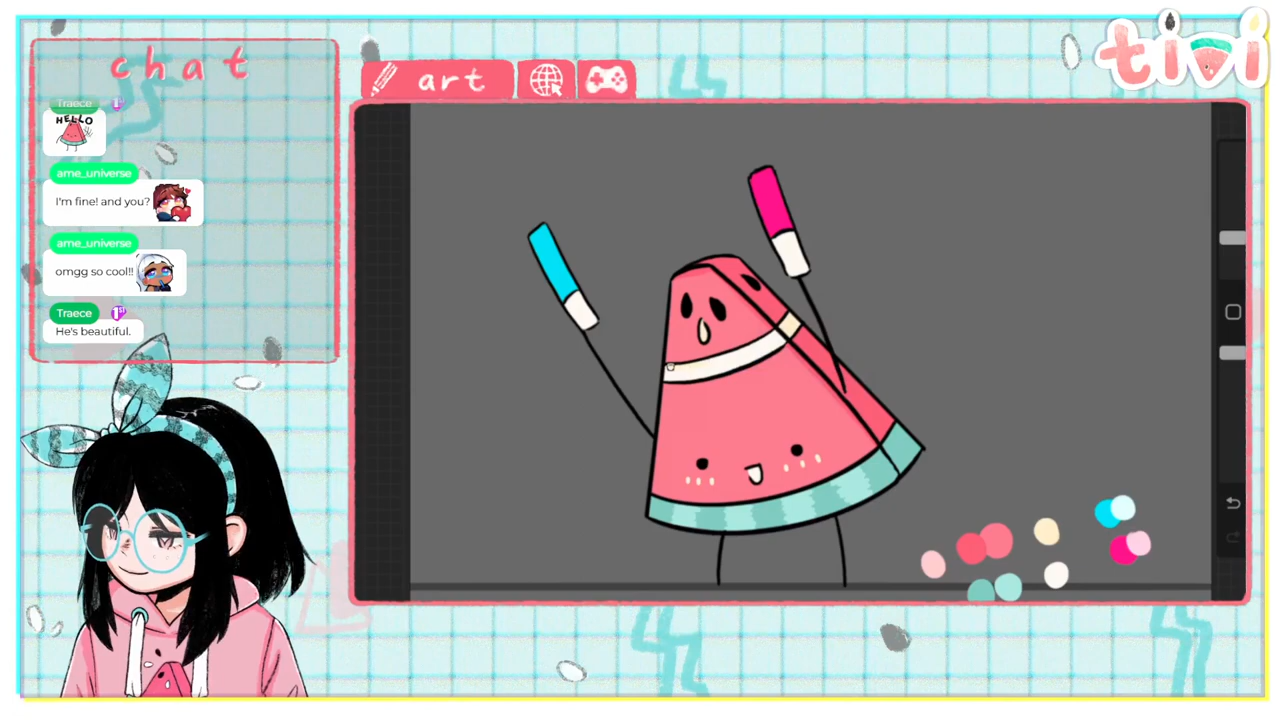 chat
tivi
art
Traece
HELLO
ame_universe
I'm fine! and you?
ame_universe
omgg so cool!!
Traece
He's beautiful.